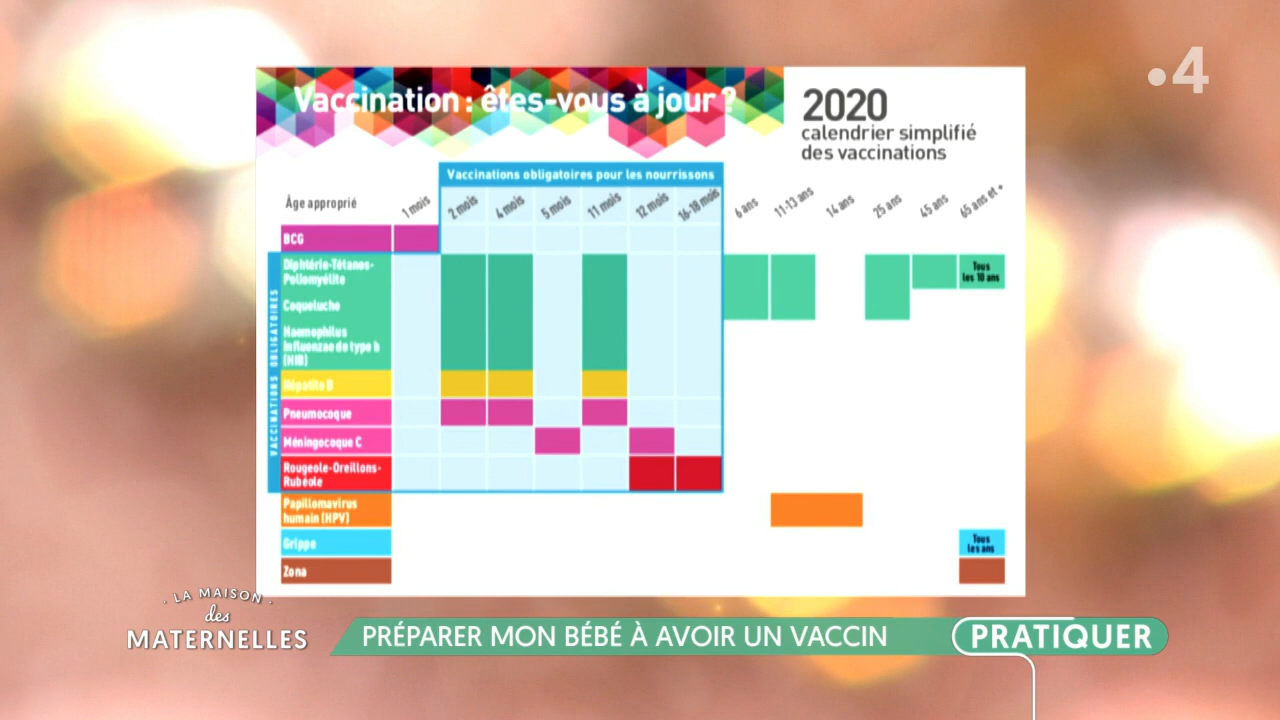 4
Vaccination : êtes-vous à jour ?
2020
calendrier simplifié
des vaccinations
Vaccinations obligatoires pour les nourrissons
Âge approprié
1 mois
2 mois
4 mois
5 mois
11 mois
12 mois
16-18 mois
6 ans
11-13 ans
14 ans
25 ans
45 ans
65 ans et +
BCG
VACCINATIONS OBLIGATOIRES
Diphtérie-Tétanos-
Poliomyélite
Tous
les 10 ans
Coqueluche
Haemophilus
Influenzae de type b
(HIB)
Hépatite B
Pneumocoque
Méningocoque C
Rougeole-Oreillons-
Rubéole
Papillomavirus
humain (HPV)
Grippe
Tous
les ans
Zona
LA MAISON
des
MATERNELLES
PRÉPARER MON BÉBÉ À AVOIR UN VACCIN
PRATIQUER